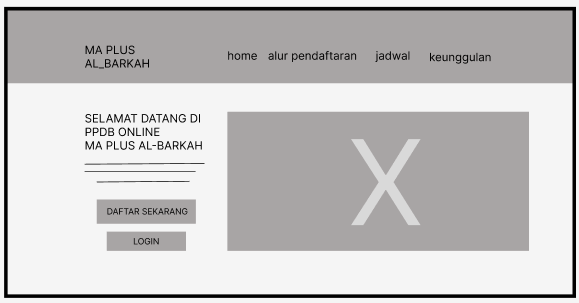 MA PLUS
AL_BARKAH
home alur pendaftaran jadwal keunggulan
SELAMAT DATANG DI
PPDB ONLINE
MA PLUS AL-BARKAH
DAFTAR SEKARANG
LOGIN
X